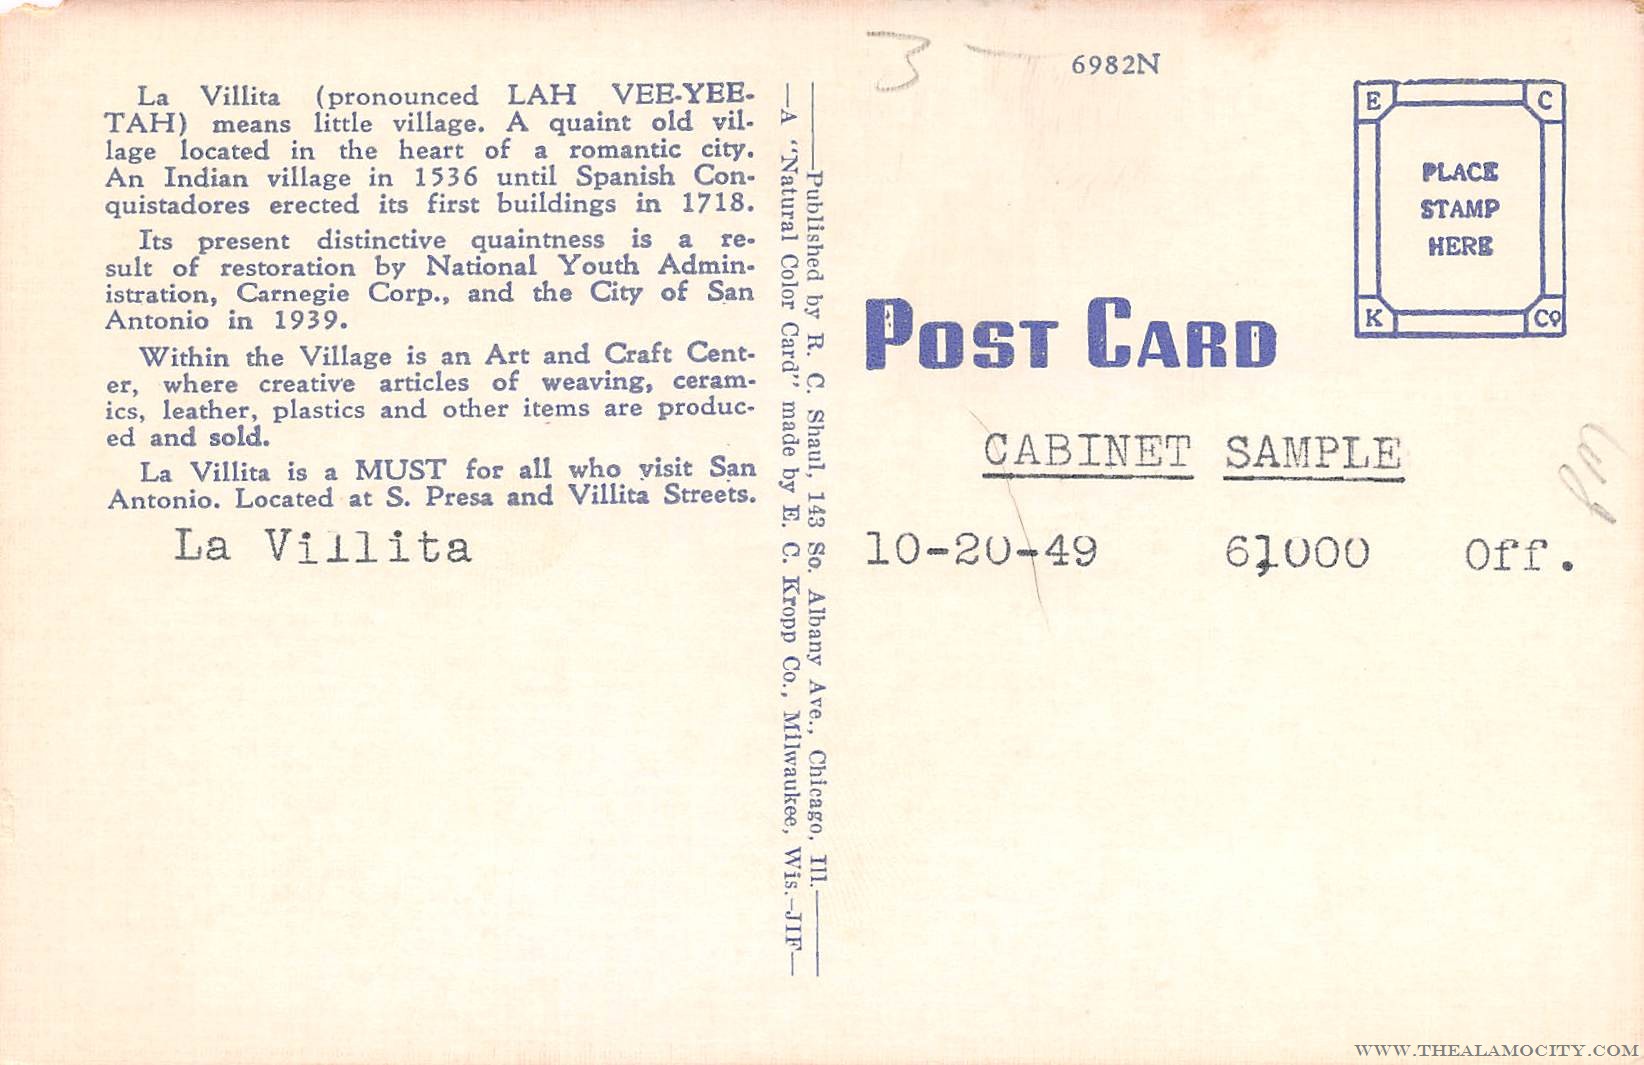 La Villita (pronounced LAH VEE-YEE-
TAH) means little village. A quaint old vil-
lage located in the heart of a romantic city.
An Indian village in 1536 until Spanish Con-
quistadores erected its first buildings in 1718.
Its present distinctive quaintness is a re-
sult of restoration by National Youth Admin-
istration, Carnegie Corp., and the City of San
Antonio in 1939.
Within the Village is an Art and Craft Cent-
er, where creative articles of weaving, ceram-
ics, leather, plastics and other items are produc-
ed and sold.
La Villita is a MUST for all who visit San
Antonio. Located at S. Presa and Villita Streets.
La Villita
—Published by R. C. Shaul, 143 So. Albany Ave., Chicago, Ill.—
—A "Natural Color Card" made by E. C. Kropp Co., Milwaukee, Wis.—JIF—
3
6982N
E C
PLACE
STAMP
HERE
K Co
POST CARD
CABINET SAMPLE
10-20-49 6,000 Off.
WWW.THEALAMOCITY.COM